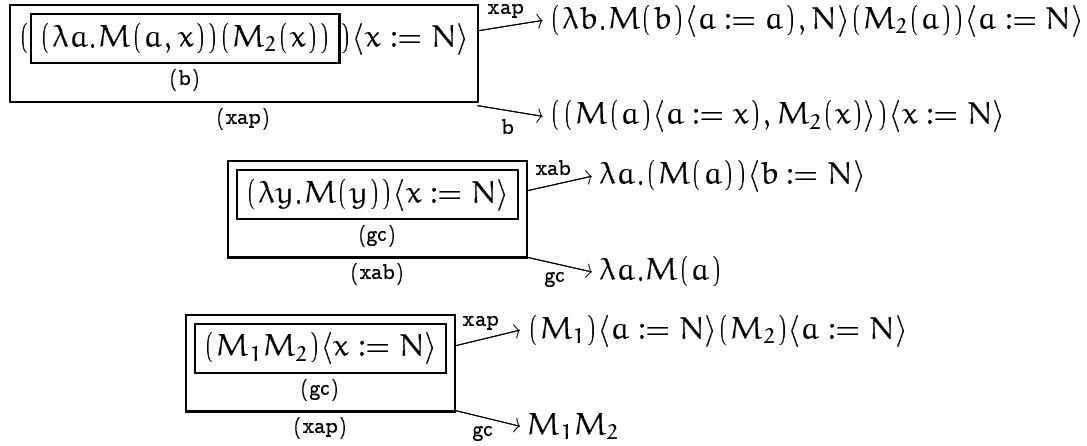 ((λa.M(a, x))(M₂(x)))⟨x := N⟩ xap (λb.M(b)⟨a := a), N⟩(M₂(a))⟨a := N⟩
(b)
(xap) b ((M(a)⟨a := x), M₂(x)⟩)⟨x := N⟩
(λy.M(y))⟨x := N⟩ xab λa.(M(a))⟨b := N⟩
(gc)
(xab) gc λa.M(a)
(M₁M₂)⟨x := N⟩ xap (M₁)⟨a := N⟩(M₂)⟨a := N⟩
(gc)
(xap) gc M₁M₂